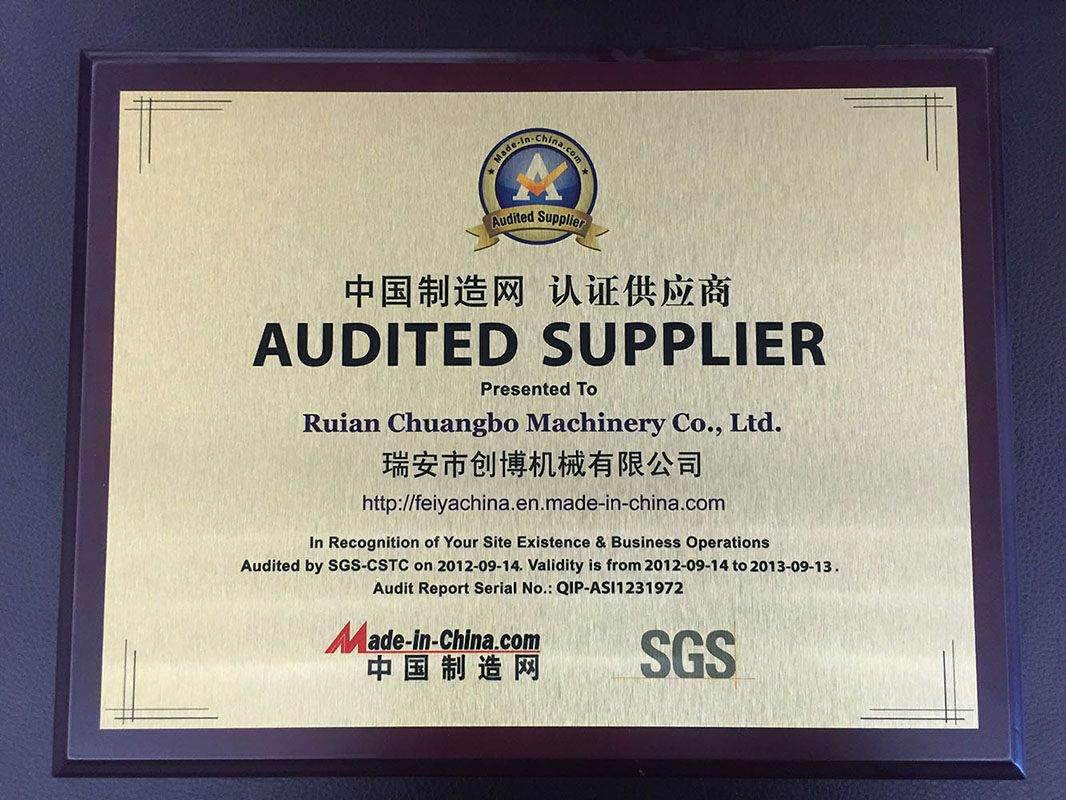 Made-in-China.com
A
Audited Supplier
中国制造网 认证供应商
AUDITED SUPPLIER
Presented To
Ruian Chuangbo Machinery Co., Ltd.
瑞安市创博机械有限公司
http://feiyachina.en.made-in-china.com
In Recognition of Your Site Existence & Business Operations
Audited by SGS-CSTC on 2012-09-14. Validity is from 2012-09-14 to 2013-09-13.
Audit Report Serial No.: QIP-ASI1231972
Made-in-China.com
中国制造网
SGS